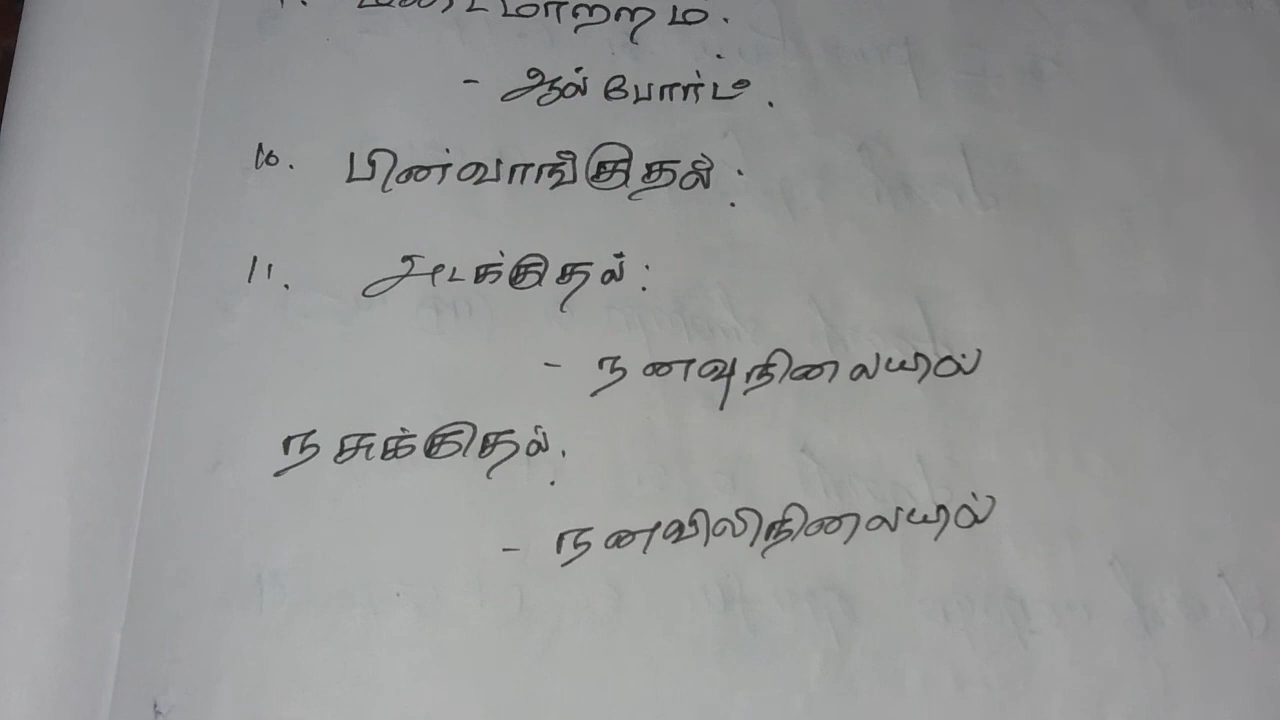 ஆல்போர்ட்.
10. பின்வாங்குதல்:
11. அடக்குதல்:
- நனவுநிலையில்
நசுக்குதல்.
- நனவிலிநிலையில்